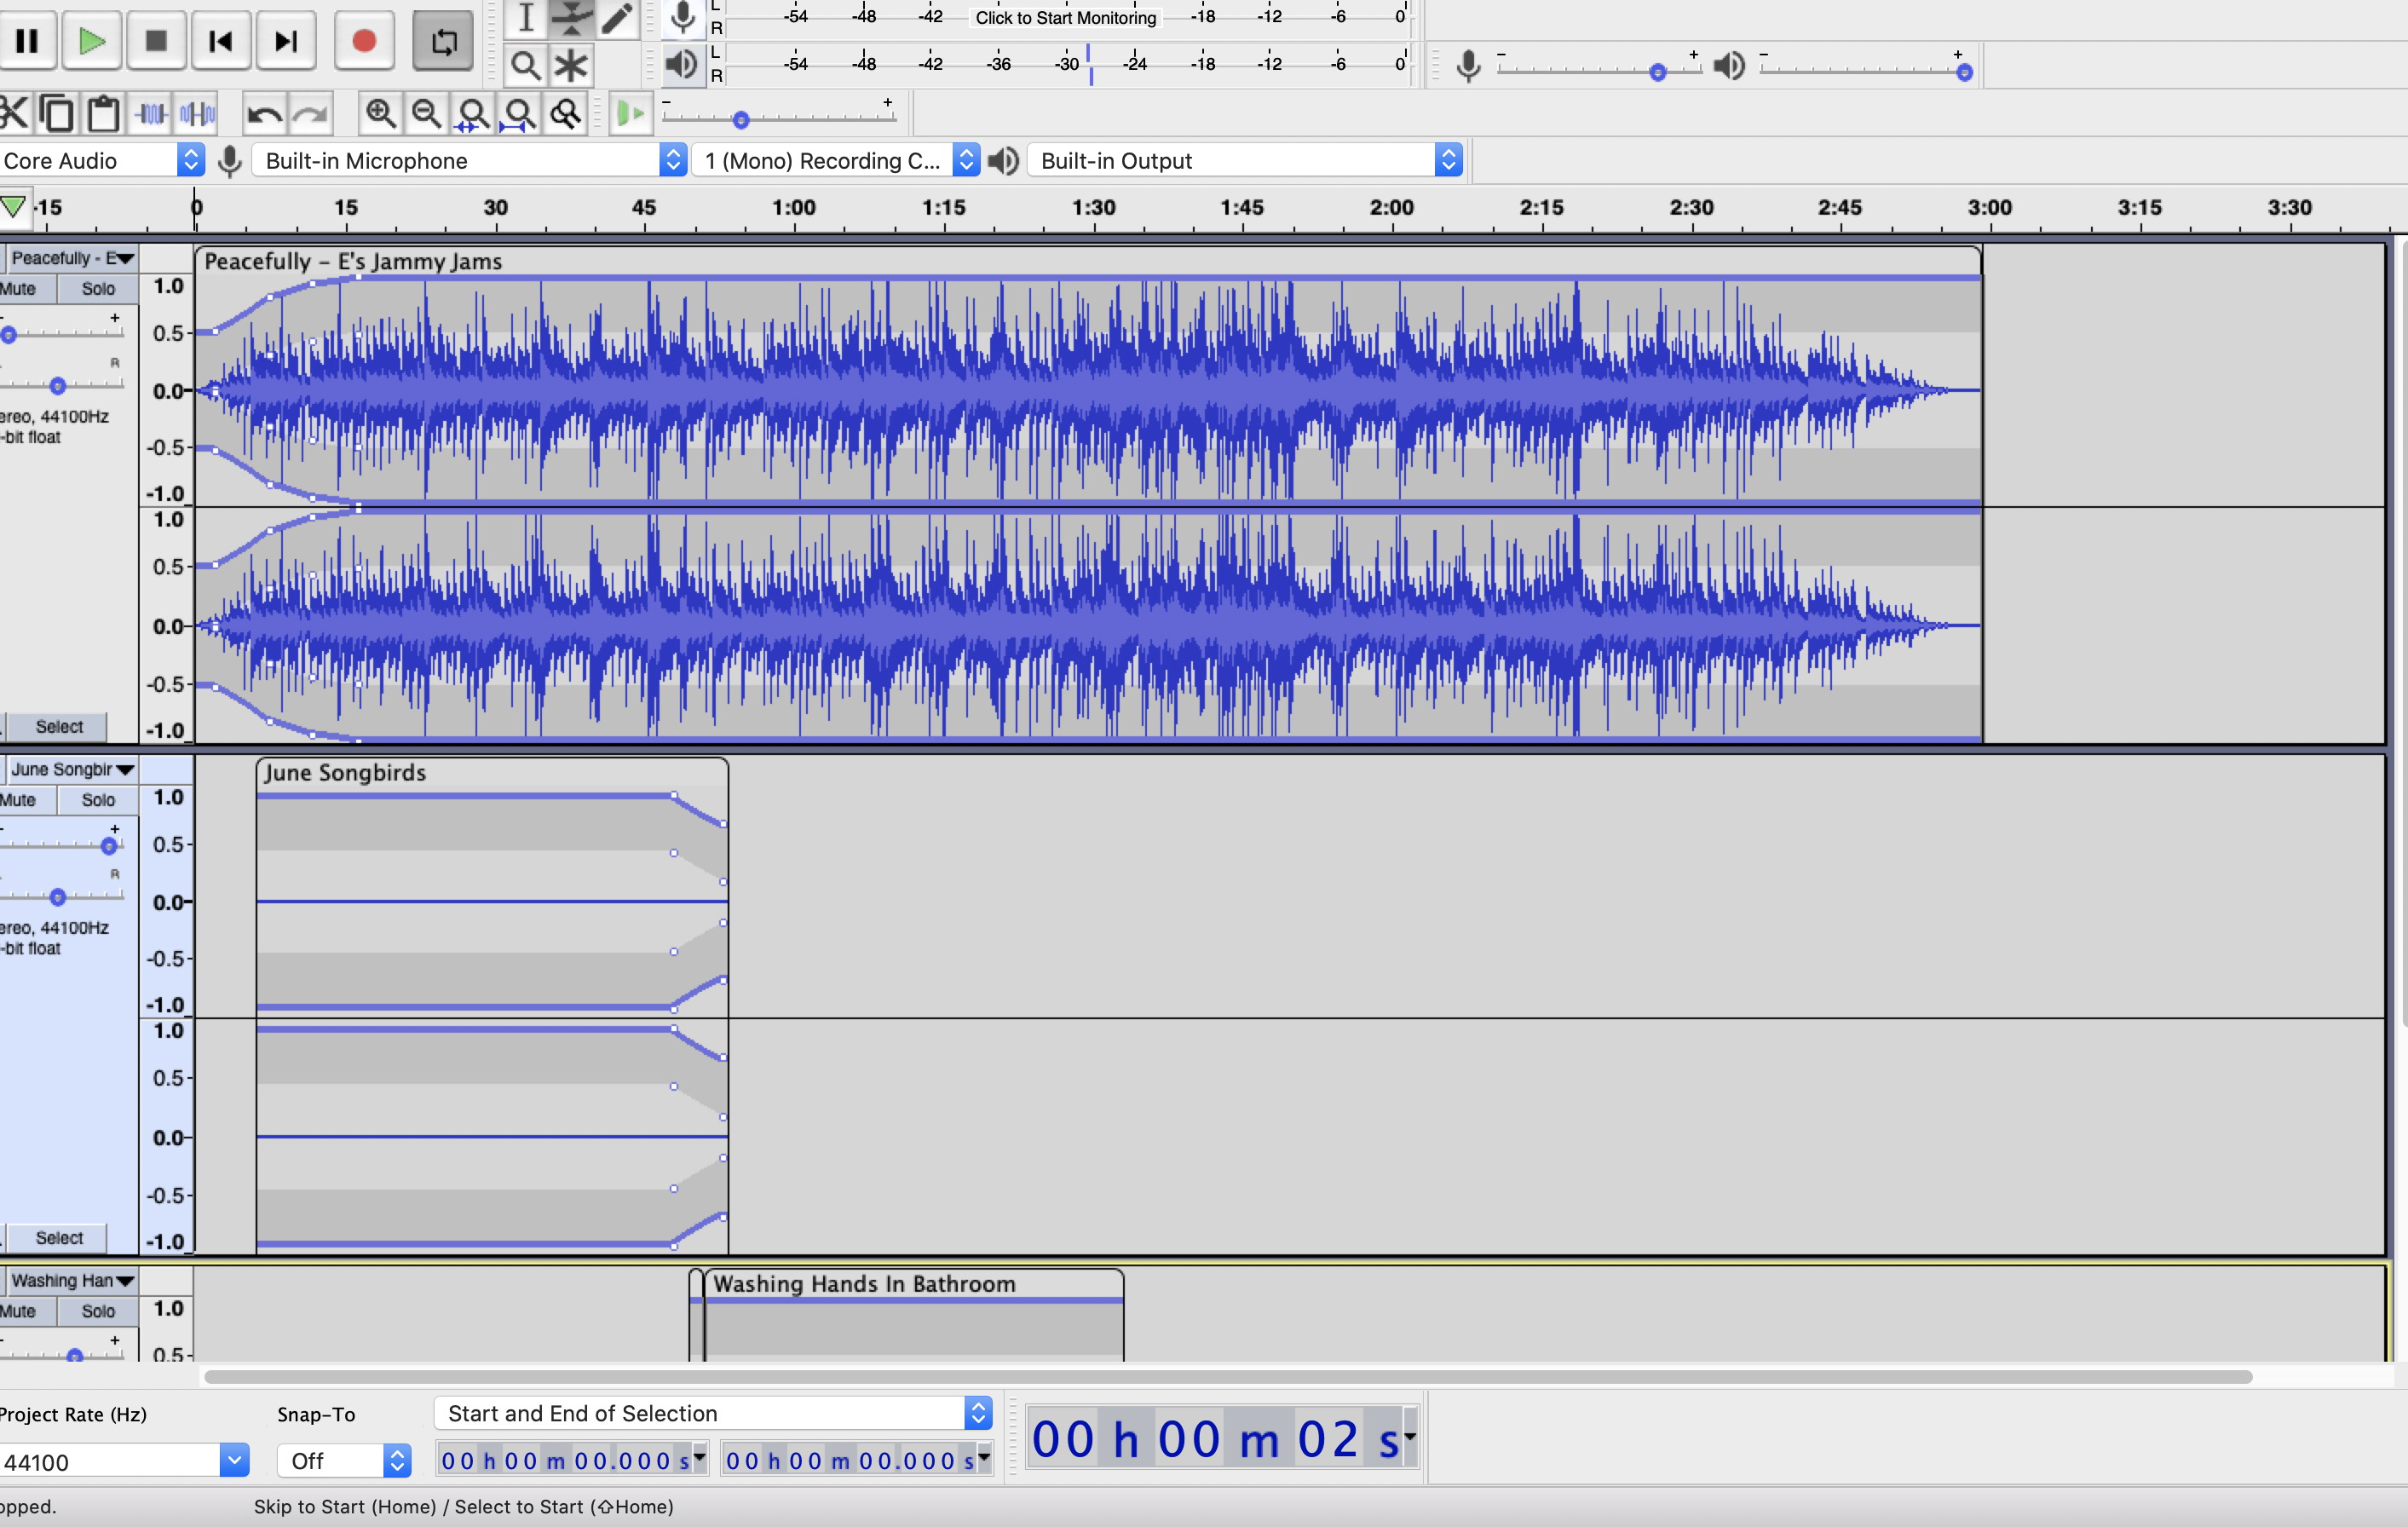 L
R
-54 -48 -42 Click to Start Monitoring -18 -12 -6 0
L
R
-54 -48 -42 -36 -30 -24 -18 -12 -6 0
- +
- +
- +
Core Audio
Built-in Microphone
1 (Mono) Recording C...
Built-in Output
-15 0 15 30 45 1:00 1:15 1:30 1:45 2:00 2:15 2:30 2:45 3:00 3:15 3:30
Peacefully - E
Peacefully – E's Jammy Jams
Mute Solo
- +
R
ereo, 44100Hz
-bit float
Select
1.0
0.5
0.0
-0.5
-1.0
1.0
0.5
0.0
-0.5
-1.0
June Songbir
June Songbirds
Mute Solo
- +
R
ereo, 44100Hz
-bit float
Select
1.0
0.5
0.0
-0.5
-1.0
1.0
0.5
0.0
-0.5
-1.0
Washing Han
Washing Hands In Bathroom
Mute Solo
- +
1.0
0.5
Project Rate (Hz)
Snap-To
Start and End of Selection
44100
Off
00 h 00 m 00.000 s
00 h 00 m 00.000 s
00 h 00 m 02 s
opped.
Skip to Start (Home) / Select to Start (⇧Home)